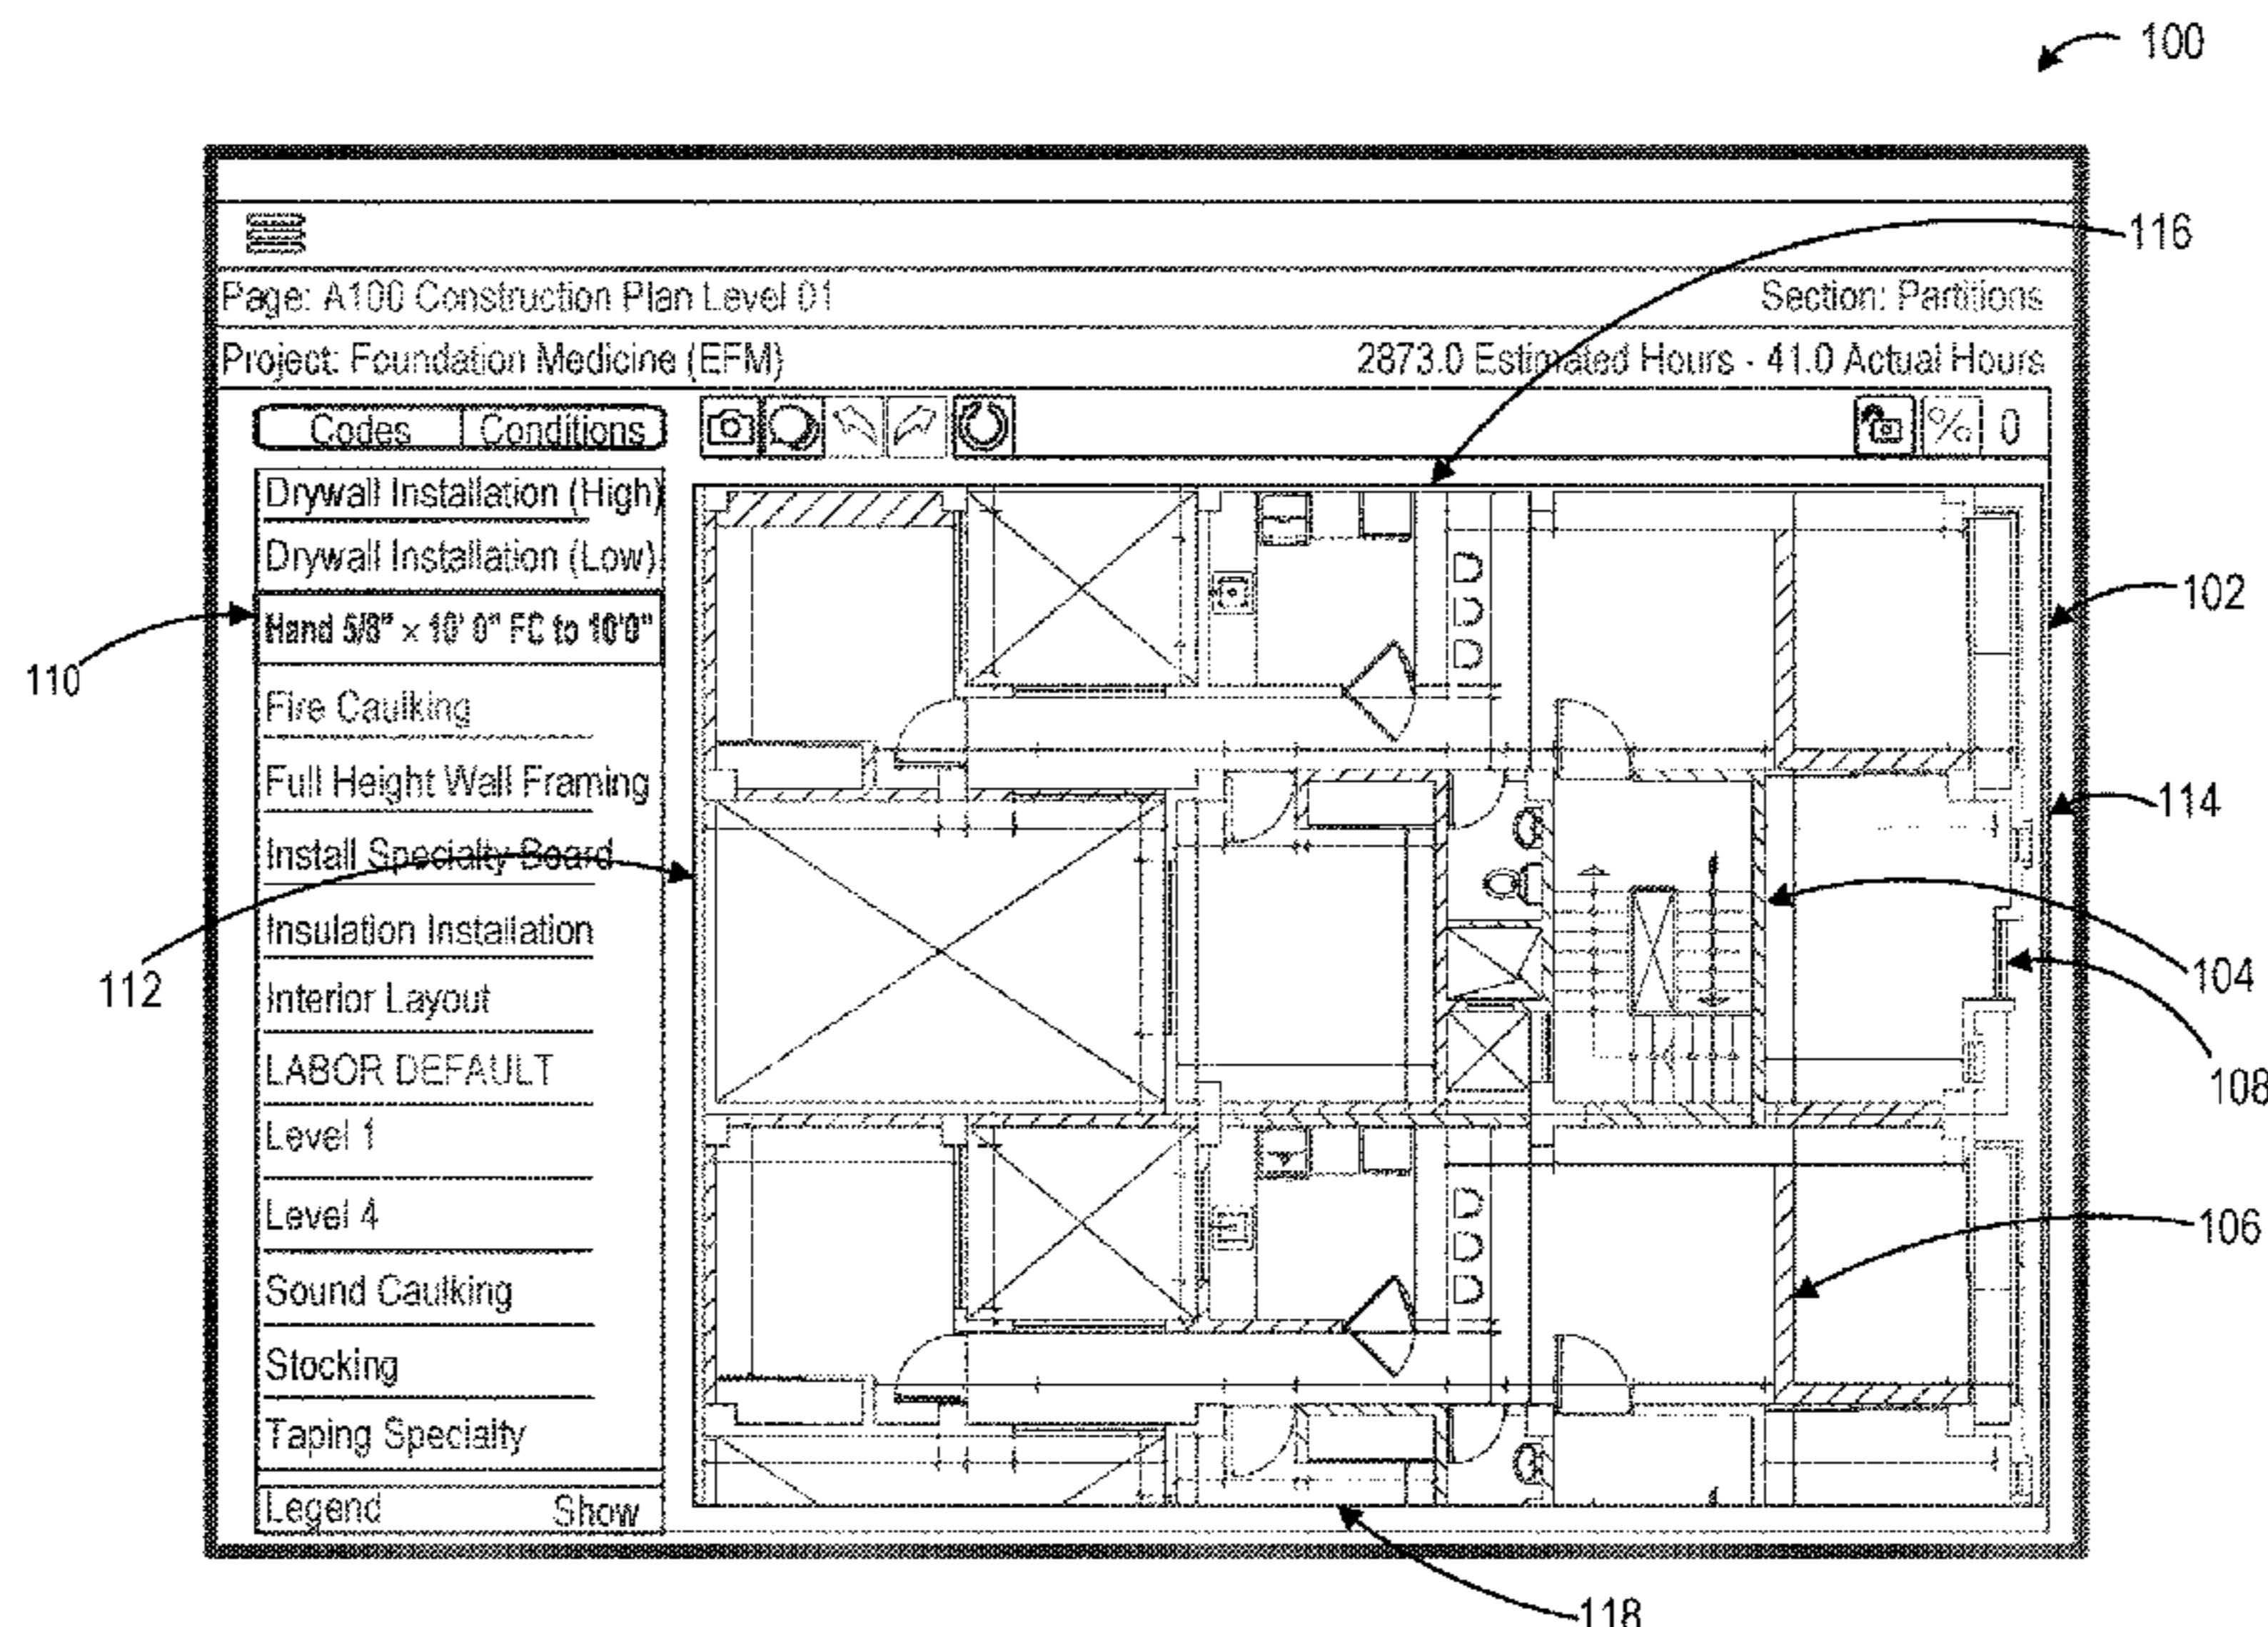 100
116
Page: A100 Construction Plan Level 01 Section: Partitions
Project: Foundation Medicine (EFM) 2873.0 Estimated Hours - 41.0 Actual Hours
Codes Conditions % 0
Drywall Installation (High)
Drywall Installation (Low)
102
Hand 5/8" × 10' 0" FC to 10'0"
110
Fire Caulking
Full Height Wall Framing
114
Install Specialty Board
Insulation Installation
112
104
Interior Layout
LABOR DEFAULT
108
Level 1
Level 4
106
Sound Caulking
Stocking
Taping Specialty
Legend Show
118